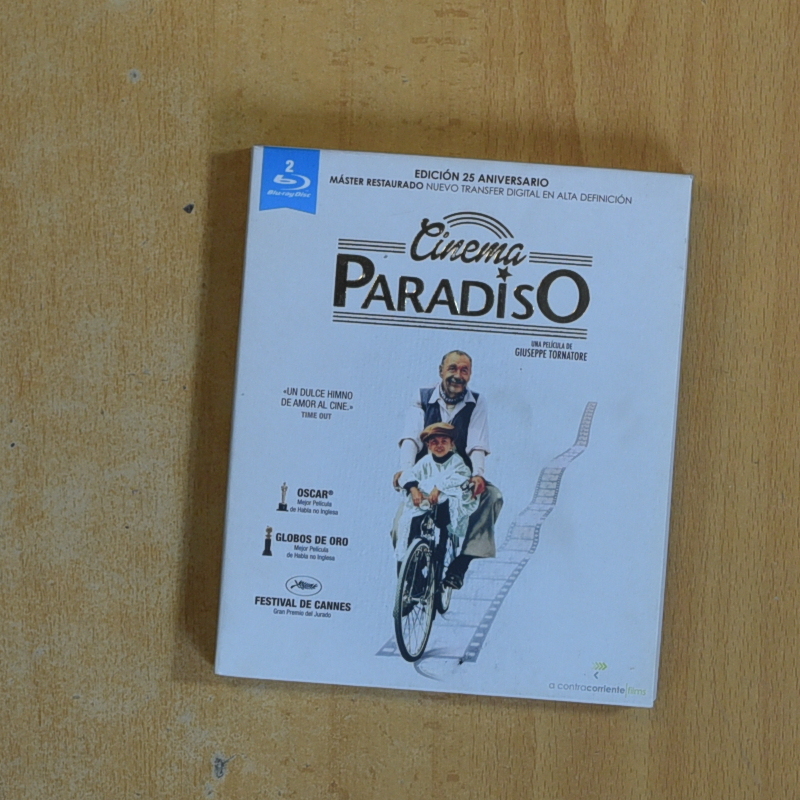 2
Blu-ray Disc
EDICIÓN 25 ANIVERSARIO
MÁSTER RESTAURADO NUEVO TRANSFER DIGITAL EN ALTA DEFINICIÓN
Cinema
PARADISO
UNA PELÍCULA DE
GIUSEPPE TORNATORE
«UN DULCE HIMNO
DE AMOR AL CINE.»
TIME OUT
OSCAR®
Mejor Película
de Habla no Inglesa
GLOBOS DE ORO
Mejor Película
de Habla no Inglesa
FESTIVAL DE CANNES
Gran Premio del Jurado
a contracorriente films